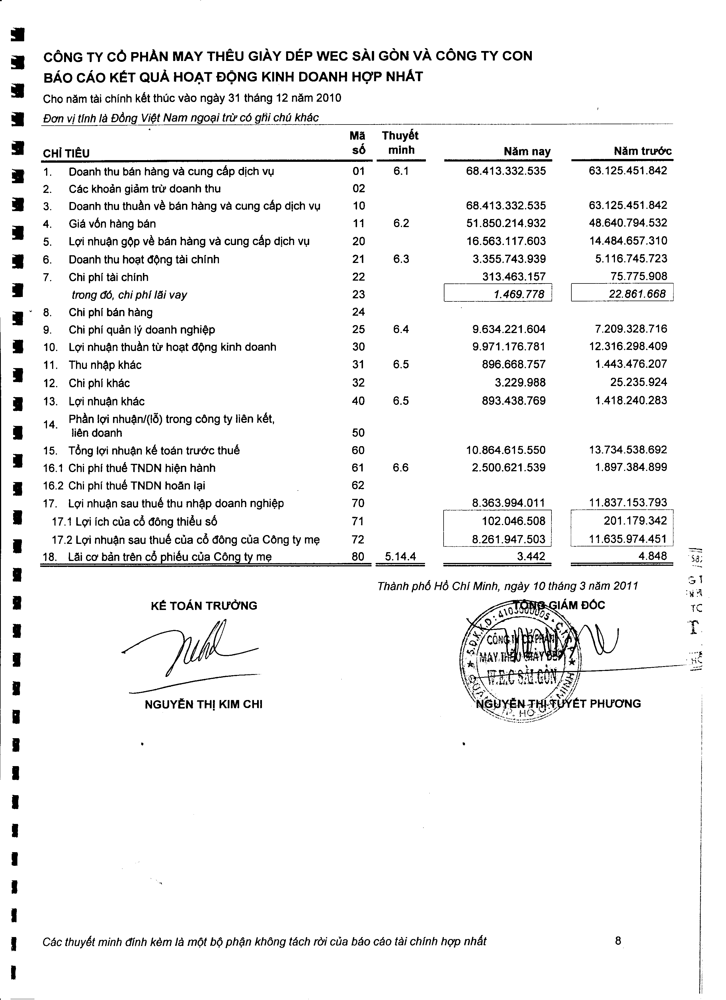 CÔNG TY CỔ PHẦN MAY THÊU GIÀY DÉP WEC SÀI GÒN VÀ CÔNG TY CON
BÁO CÁO KẾT QUẢ HOẠT ĐỘNG KINH DOANH HỢP NHẤT
Cho năm tài chính kết thúc vào ngày 31 tháng 12 năm 2010
Đơn vị tính là Đồng Việt Nam ngoại trừ có ghi chú khác
CHỈ TIÊU Mã số Thuyết minh Năm nay Năm trước
1. Doanh thu bán hàng và cung cấp dịch vụ 01 6.1 68.413.332.535 63.125.451.842
2. Các khoản giảm trừ doanh thu 02
3. Doanh thu thuần về bán hàng và cung cấp dịch vụ 10 68.413.332.535 63.125.451.842
4. Giá vốn hàng bán 11 6.2 51.850.214.932 48.640.794.532
5. Lợi nhuận gộp về bán hàng và cung cấp dịch vụ 20 16.563.117.603 14.484.657.310
6. Doanh thu hoạt động tài chính 21 6.3 3.355.743.939 5.116.745.723
7. Chi phí tài chính 22 313.463.157 75.775.908
trong đó, chi phí lãi vay 23 1.469.778 22.861.668
8. Chi phí bán hàng 24
9. Chi phí quản lý doanh nghiệp 25 6.4 9.634.221.604 7.209.328.716
10. Lợi nhuận thuần từ hoạt động kinh doanh 30 9.971.176.781 12.316.298.409
11. Thu nhập khác 31 6.5 896.668.757 1.443.476.207
12. Chi phí khác 32 3.229.988 25.235.924
13. Lợi nhuận khác 40 6.5 893.438.769 1.418.240.283
14. Phần lợi nhuận/(lỗ) trong công ty liên kết,
liên doanh 50
15. Tổng lợi nhuận kế toán trước thuế 60 10.864.615.550 13.734.538.692
16.1 Chi phí thuế TNDN hiện hành 61 6.6 2.500.621.539 1.897.384.899
16.2 Chi phí thuế TNDN hoãn lại 62
17. Lợi nhuận sau thuế thu nhập doanh nghiệp 70 8.363.994.011 11.837.153.793
17.1 Lợi ích của cổ đông thiểu số 71 102.046.508 201.179.342
17.2 Lợi nhuận sau thuế của cổ đông của Công ty mẹ 72 8.261.947.503 11.635.974.451
18. Lãi cơ bản trên cổ phiếu của Công ty mẹ 80 5.14.4 3.442 4.848
Thành phố Hồ Chí Minh, ngày 10 tháng 3 năm 2011
KẾ TOÁN TRƯỞNG TỔNG GIÁM ĐỐC
S.Đ.K.K.D: 4103000005 - C.T.C.P
CÔNG TY CỔ PHẦN
MAY THÊU GIÀY DÉP
W.E.C SÀI GÒN
NGUYỄN THỊ KIM CHI NGUYỄN THỊ TUYẾT PHƯƠNG
Các thuyết minh đính kèm là một bộ phận không tách rời của báo cáo tài chính hợp nhất 8